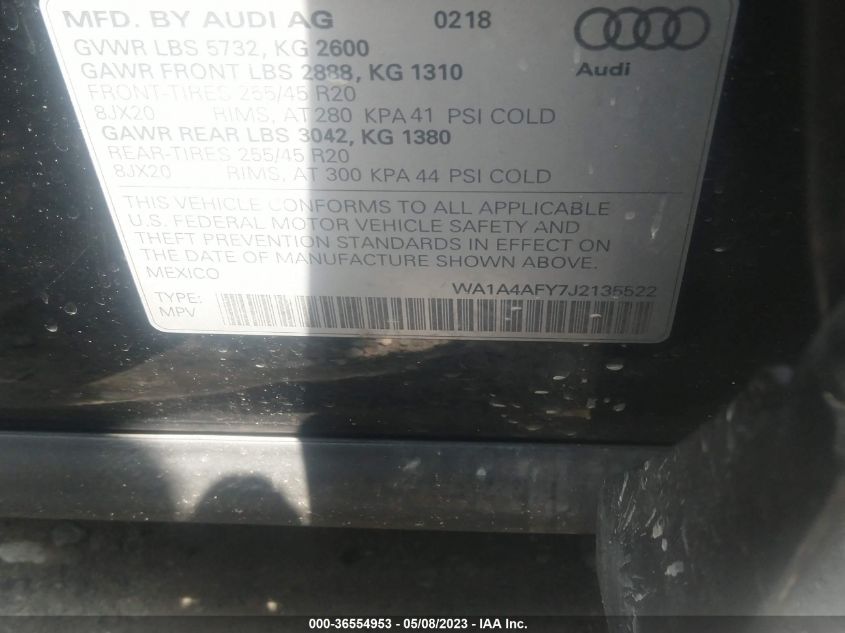 MFD. BY AUDI AG 0218
GVWR LBS 5732, KG 2600
GAWR FRONT LBS 2888, KG 1310
FRONT-TIRES 255/45 R20
8JX20 RIMS, AT 280 KPA 41 PSI COLD
GAWR REAR LBS 3042, KG 1380
REAR-TIRES 255/45 R20
8JX20 RIMS, AT 300 KPA 44 PSI COLD
Audi
THIS VEHICLE CONFORMS TO ALL APPLICABLE
U.S. FEDERAL MOTOR VEHICLE SAFETY AND
THEFT PREVENTION STANDARDS IN EFFECT ON
THE DATE OF MANUFACTURE SHOWN ABOVE.
MEXICO
WA1A4AFY7J2135522
TYPE:
MPV
000-36554953 - 05/08/2023 - IAA Inc.